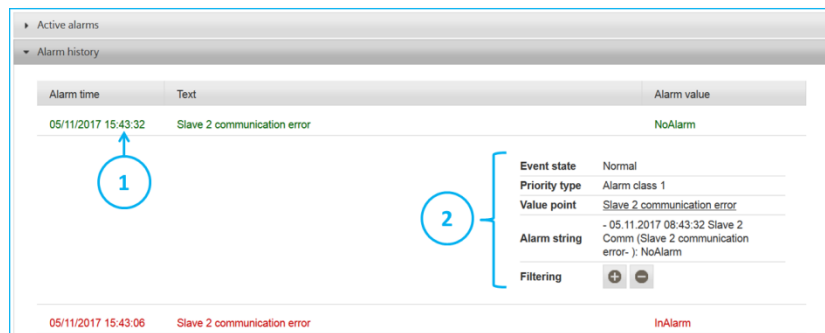 Active alarms
Alarm history
Alarm time Text Alarm value
05/11/2017 15:43:32 Slave 2 communication error NoAlarm
1
2
Event state Normal
Priority type Alarm class 1
Value point Slave 2 communication error
Alarm string - 05.11.2017 08:43:32 Slave 2
Comm (Slave 2 communication
error- ): NoAlarm
Filtering
05/11/2017 15:43:06 Slave 2 communication error InAlarm